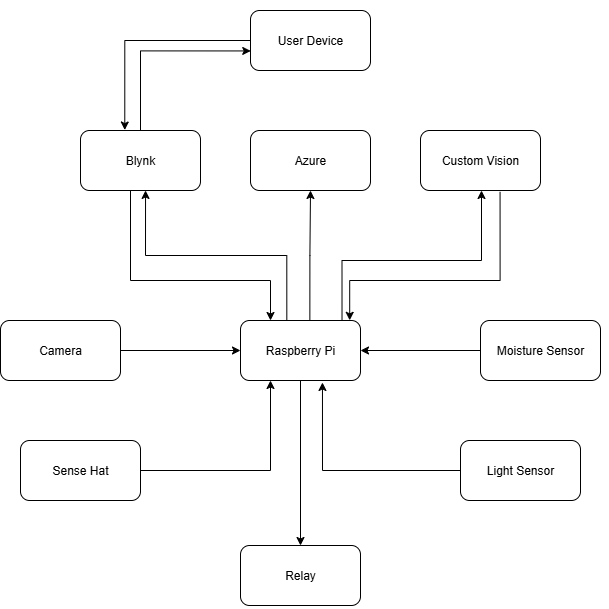 User Device
Blynk
Azure
Custom Vision
Camera
Raspberry Pi
Moisture Sensor
Sense Hat
Light Sensor
Relay